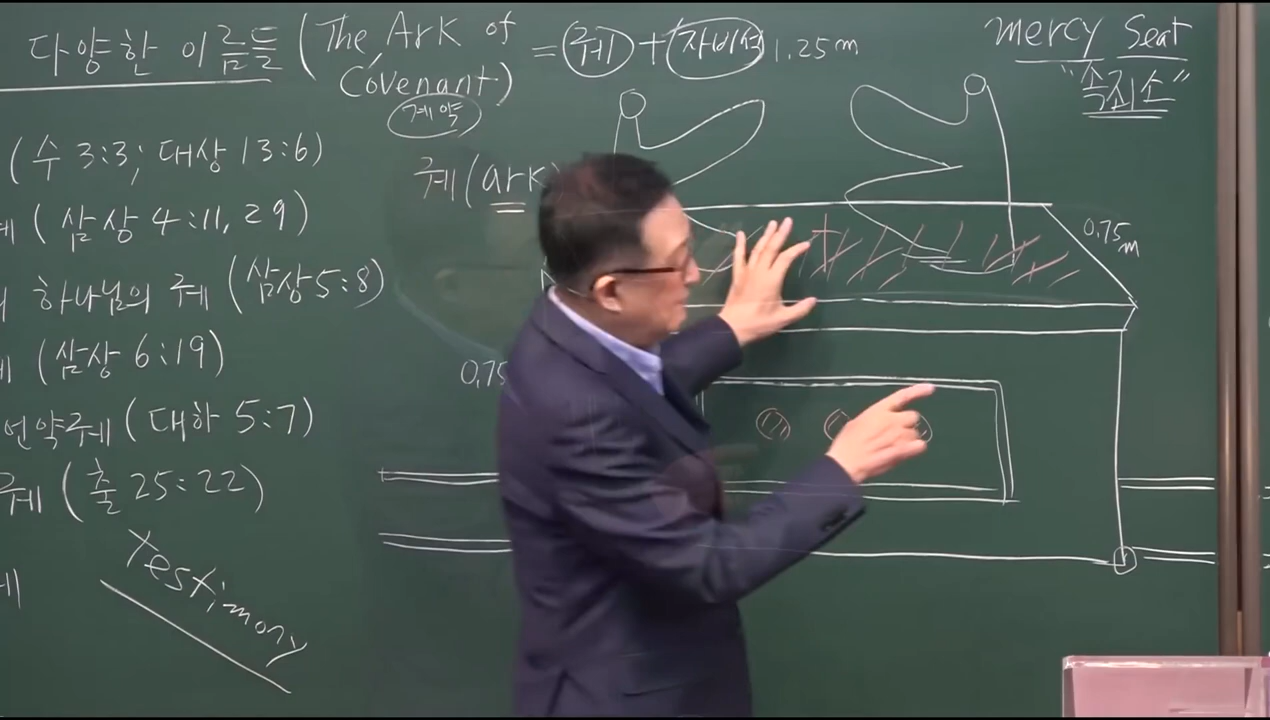 다양한 이름들 (The Ark of
Covenant)
계약
= 궤 + 자비석 1.25m
mercy Seat
"속죄소"
(수 3:3; 대상 13:6)
(삼상 4:11, 29)
하나님의 궤 (삼상 5:8)
(삼상 6:19)
언약궤 (대하 5:7)
궤 (출 25:22)
Testimony
궤 (ark
0.75
m
0.75